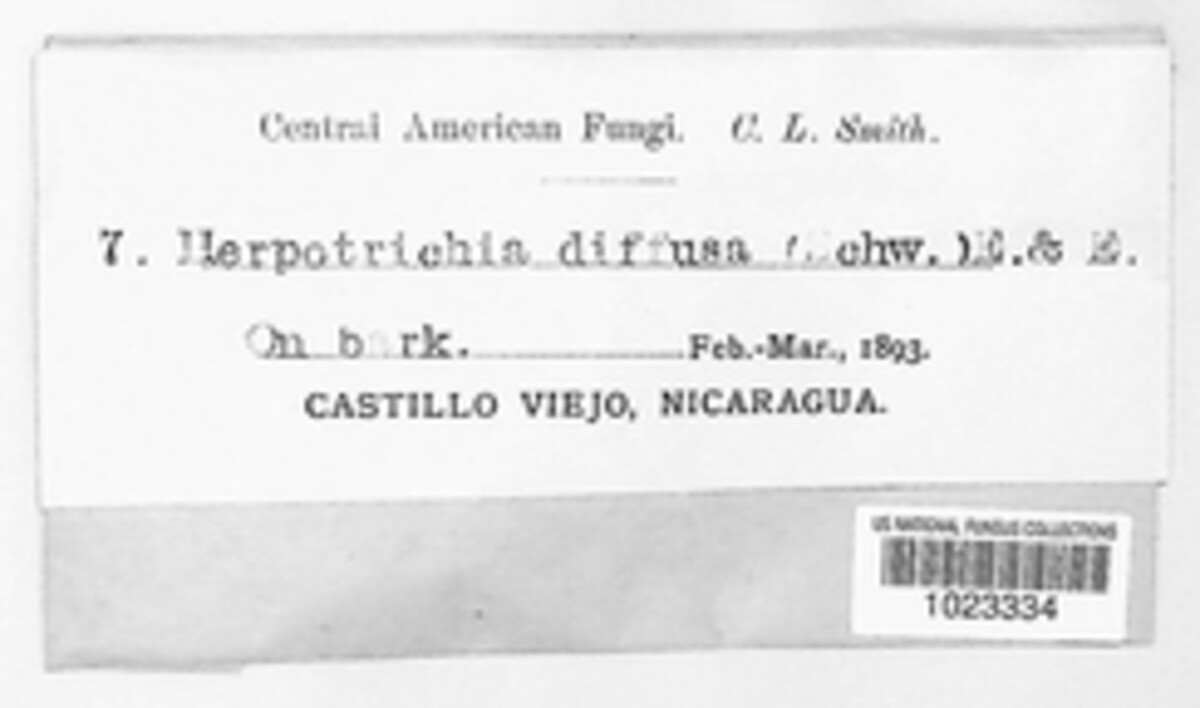 Central American Fungi. C. L. Smith.
7. Herpotrichia diffusa (Schw.) E. & E.
On bark. Feb.-Mar., 1893.
CASTILLO VIEJO, NICARAGUA.
US NATIONAL FUNGUS COLLECTIONS
1023334